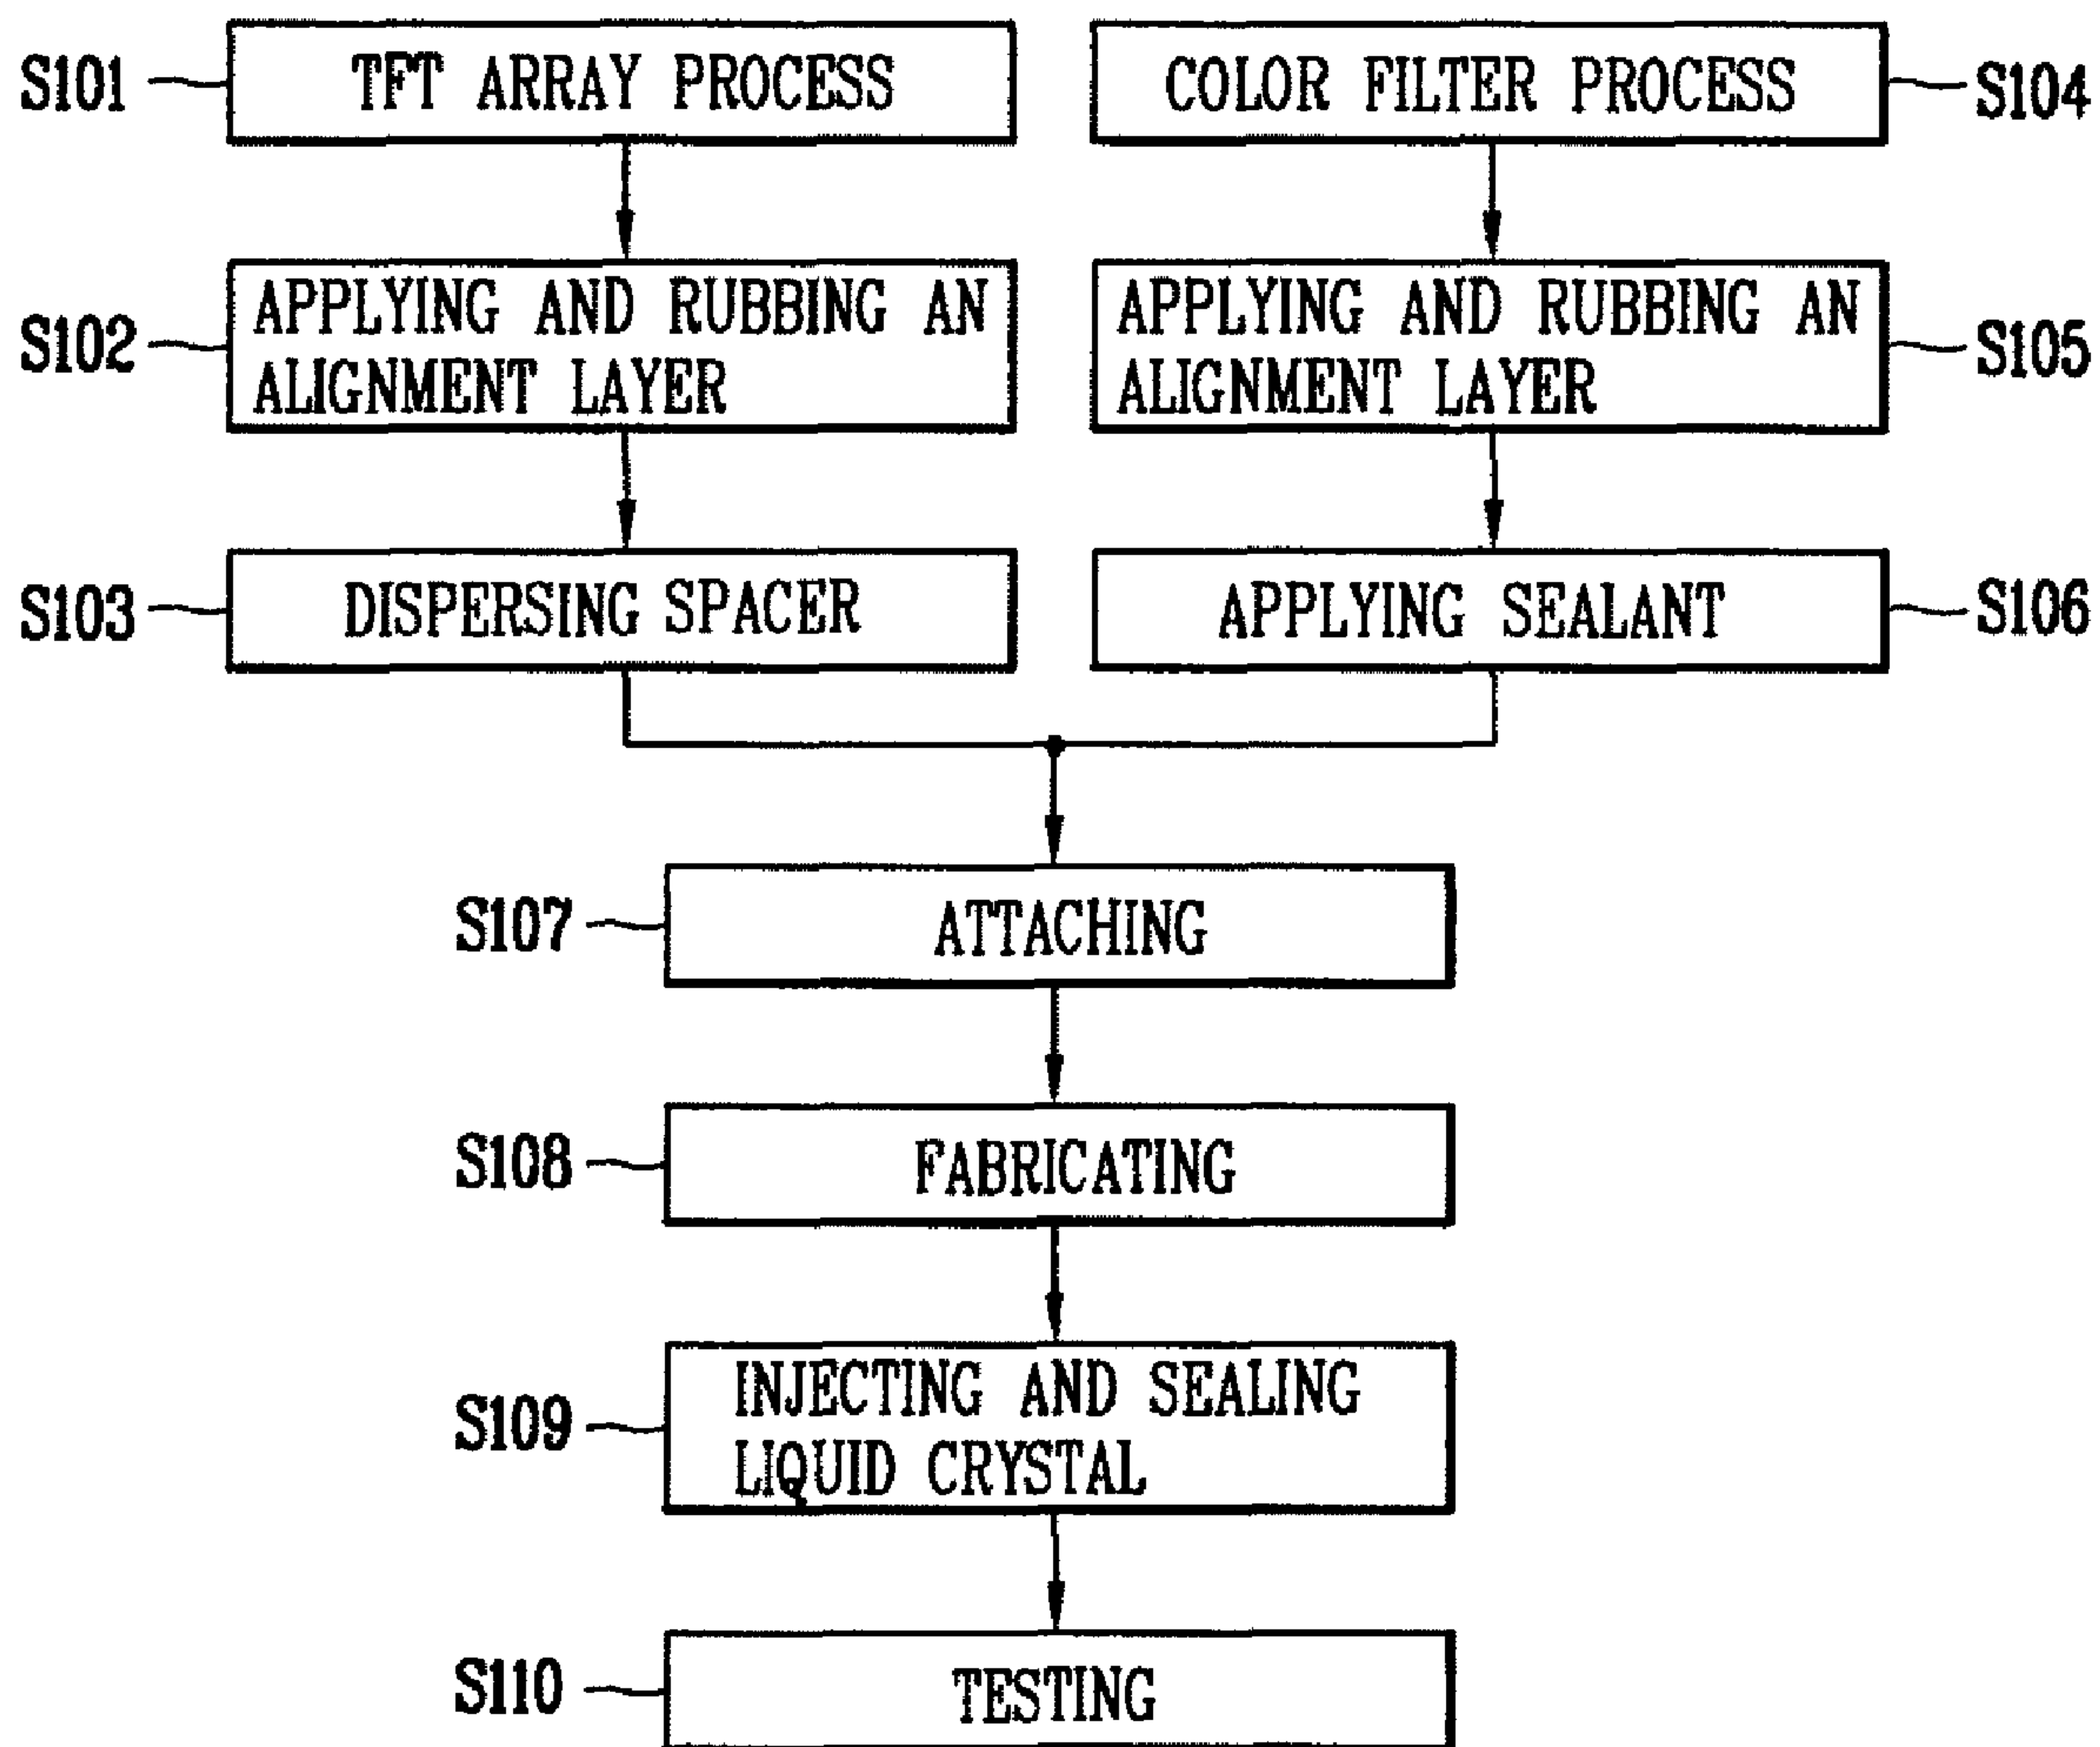 S101
TFT ARRAY PROCESS
COLOR FILTER PROCESS
S104
S102
APPLYING AND RUBBING AN
ALIGNMENT LAYER
APPLYING AND RUBBING AN
ALIGNMENT LAYER
S105
S103
DISPERSING SPACER
APPLYING SEALANT
S106
S107
ATTACHING
S108
FABRICATING
S109
INJECTING AND SEALING
LIQUID CRYSTAL
S110
TESTING